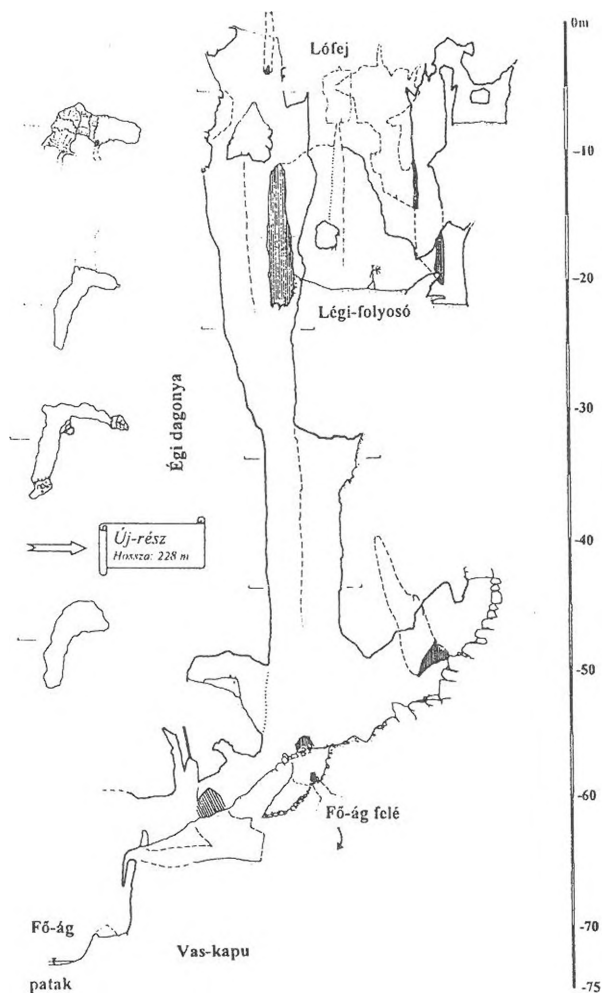 0m
Lófej
-10
-20
Légi-folyosó
Égi dagonya
-30
Új-rész
Hossza: 228 m
-40
-50
-60
Fő-ág felé
Fő-ág
-70
Vas-kapu
patak
-75